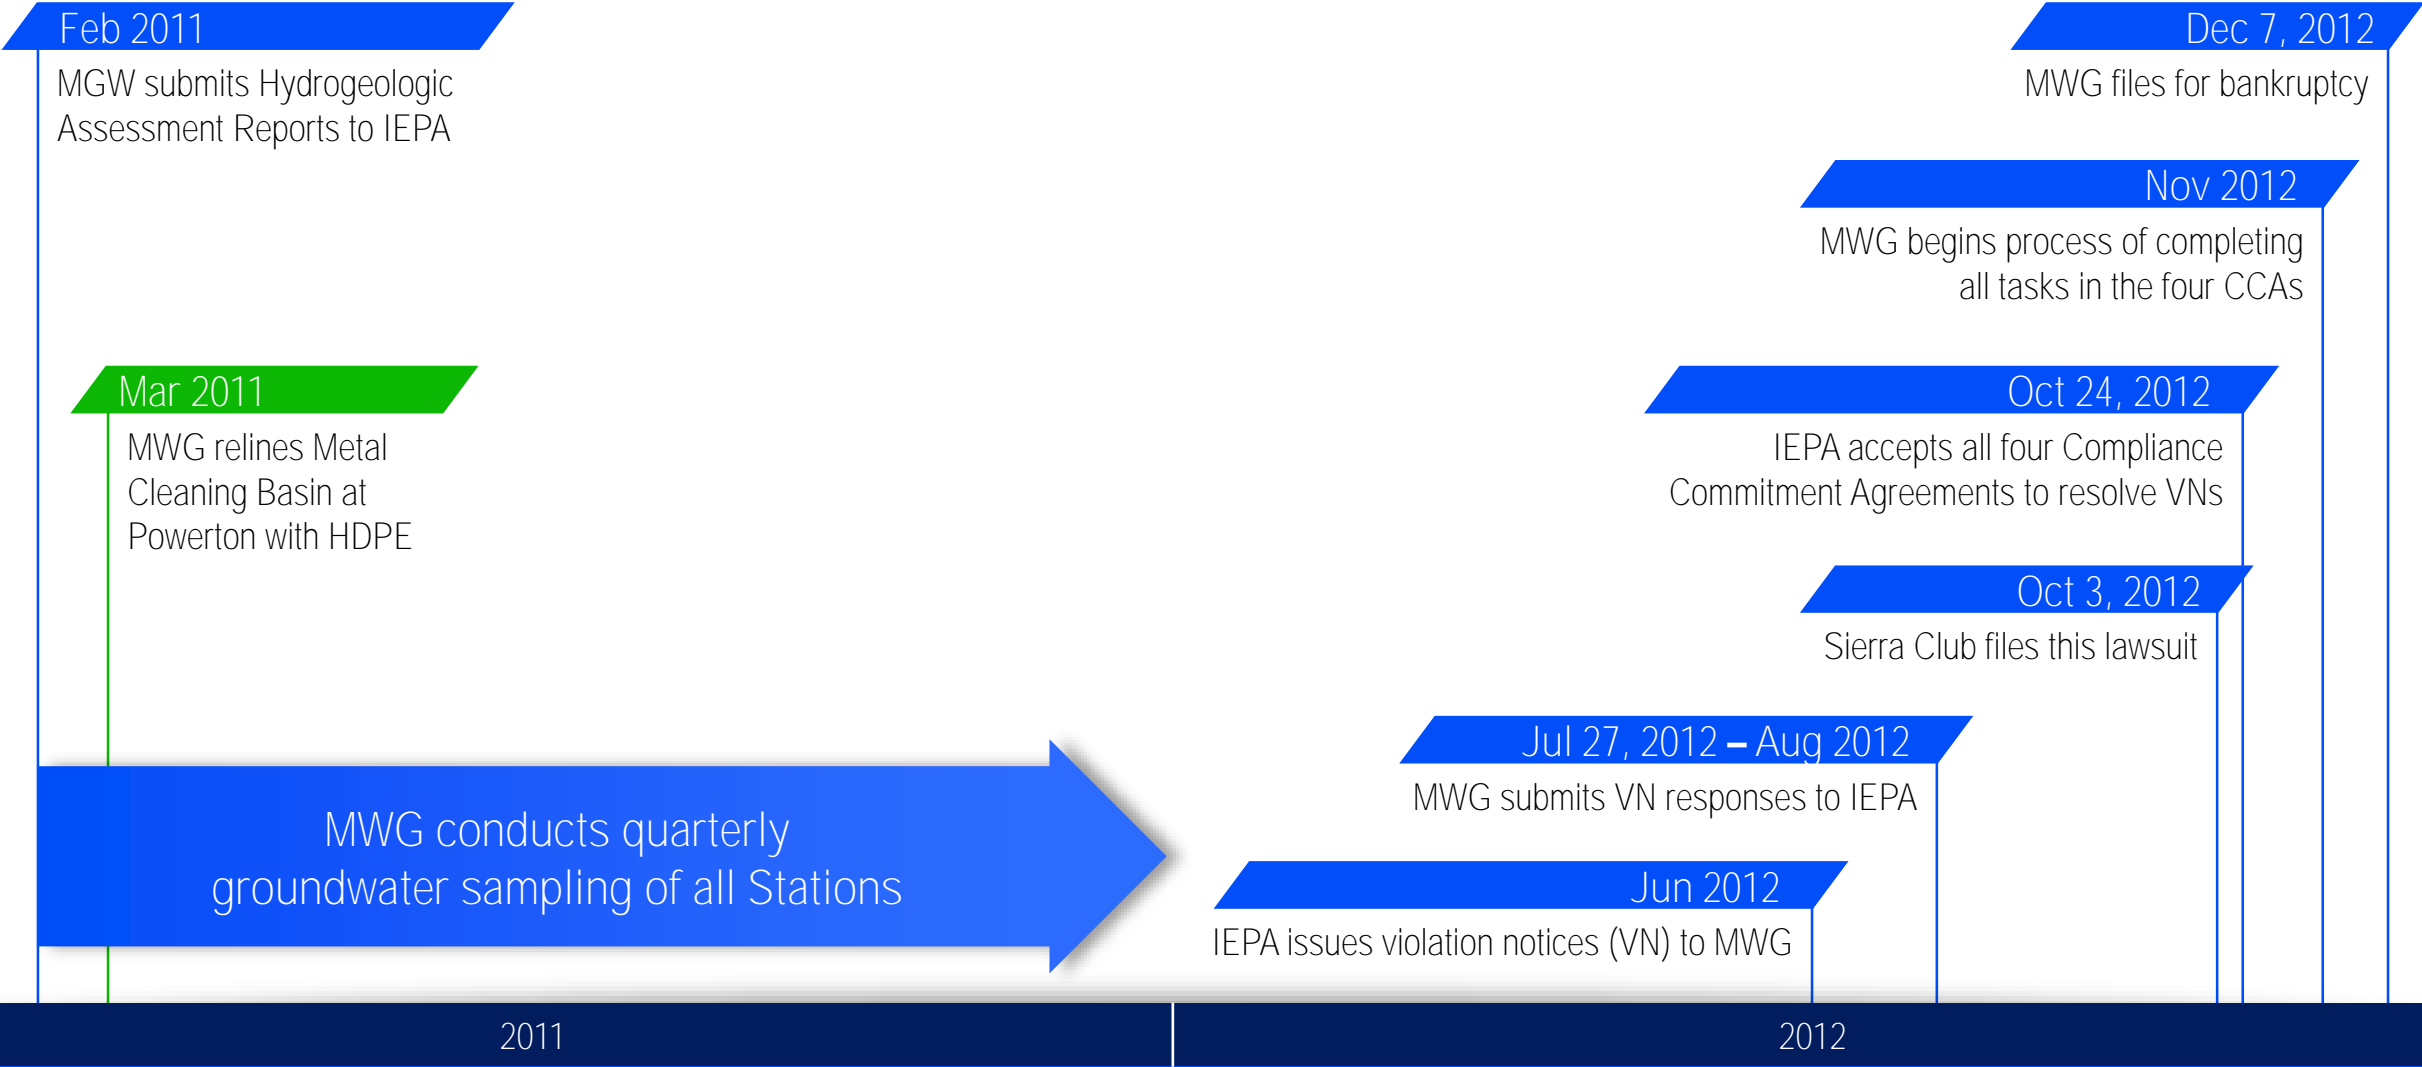 Feb 2011
MGW submits Hydrogeologic
Assessment Reports to IEPA
Mar 2011
MWG relines Metal
Cleaning Basin at
Powerton with HDPE
MWG conducts quarterly
groundwater sampling of all Stations
Dec 7, 2012
MWG files for bankruptcy
Nov 2012
MWG begins process of completing
all tasks in the four CCAs
Oct 24, 2012
IEPA accepts all four Compliance
Commitment Agreements to resolve VNs
Oct 3, 2012
Sierra Club files this lawsuit
Jul 27, 2012 – Aug 2012
MWG submits VN responses to IEPA
Jun 2012
IEPA issues violation notices (VN) to MWG
2011
2012